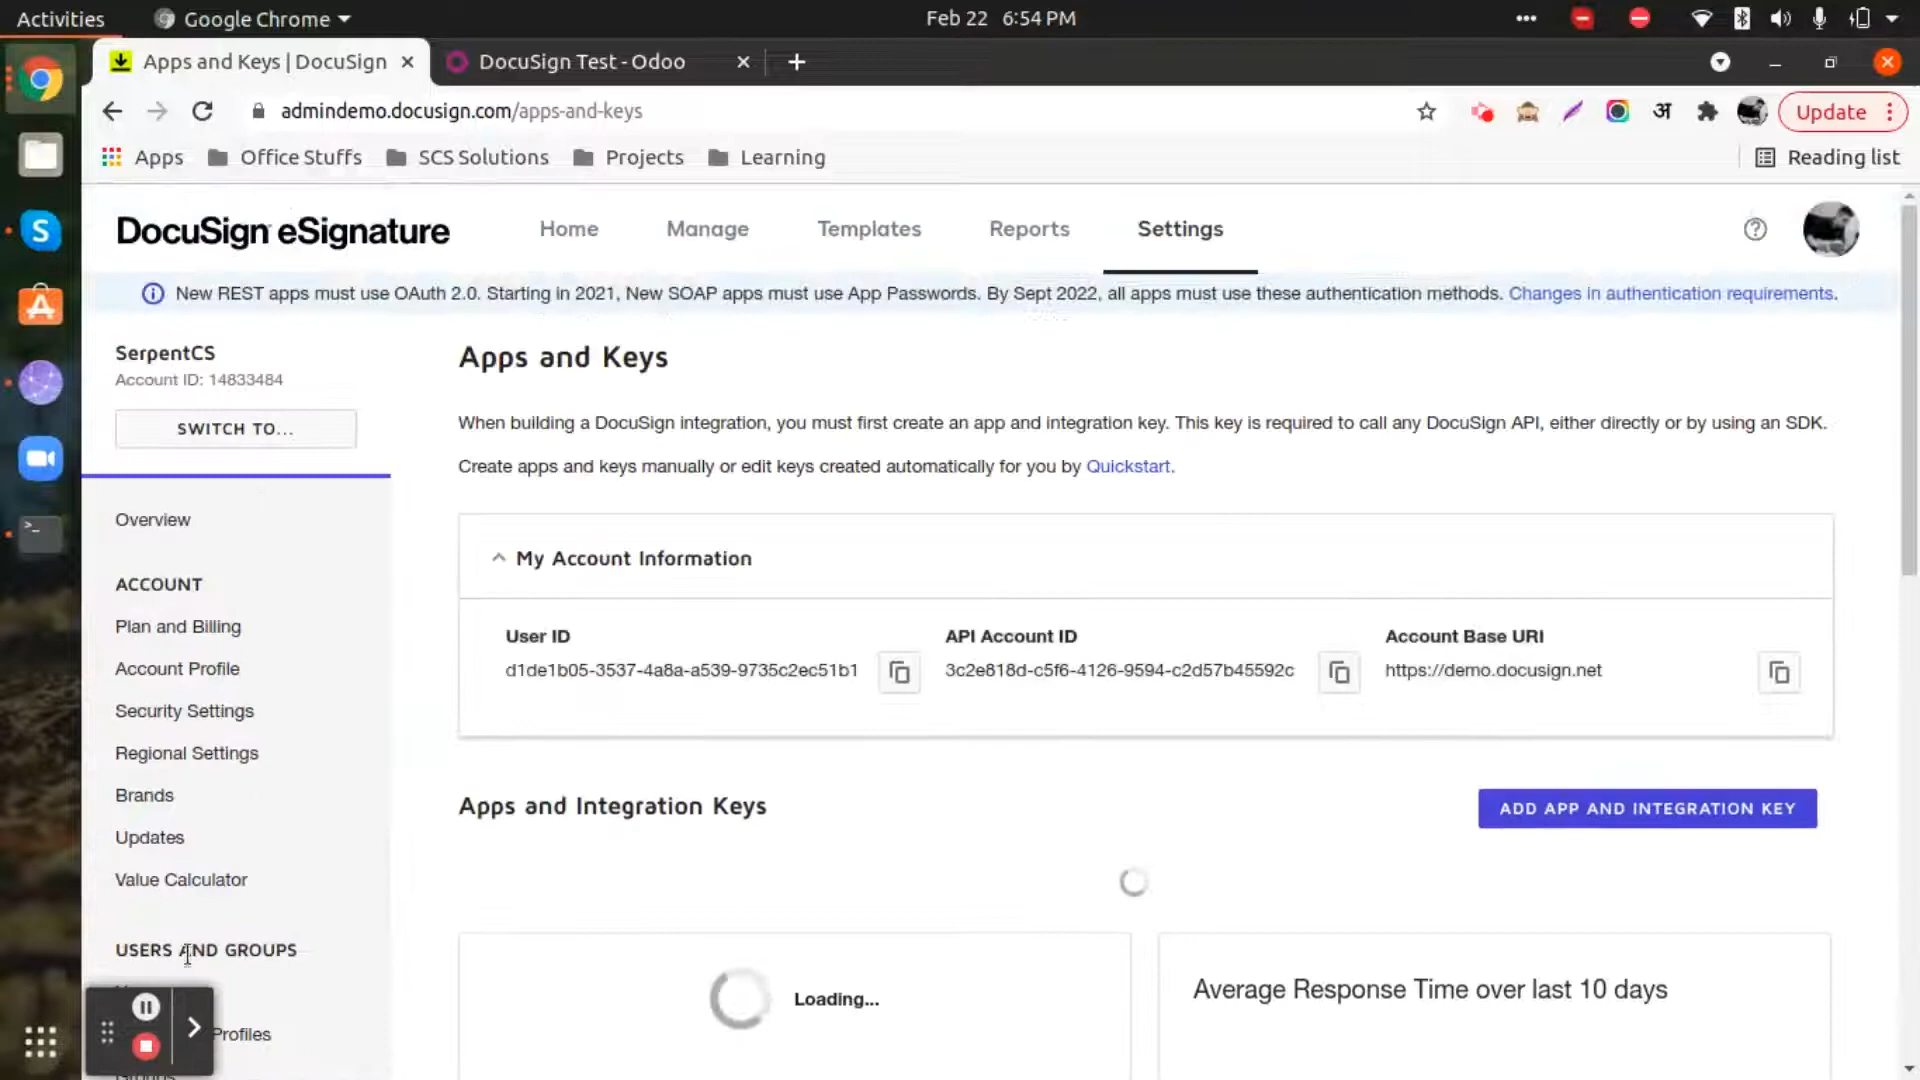 Activities
Google Chrome
Feb 22 6:54 PM
Apps and Keys | DocuSign
DocuSign Test - Odoo
admindemo.docusign.com/apps-and-keys
अ
Update
Apps
Office Stuffs
SCS Solutions
Projects
Learning
Reading list
DocuSign eSignature
Home
Manage
Templates
Reports
Settings
New REST apps must use OAuth 2.0. Starting in 2021, New SOAP apps must use App Passwords. By Sept 2022, all apps must use these authentication methods. Changes in authentication requirements.
SerpentCS
Account ID: 14833484
SWITCH TO...
Overview
ACCOUNT
Plan and Billing
Account Profile
Security Settings
Regional Settings
Brands
Updates
Value Calculator
USERS AND GROUPS
Profiles
Apps and Keys
When building a DocuSign integration, you must first create an app and integration key. This key is required to call any DocuSign API, either directly or by using an SDK.
Create apps and keys manually or edit keys created automatically for you by Quickstart.
My Account Information
User ID
d1de1b05-3537-4a8a-a539-9735c2ec51b1
API Account ID
3c2e818d-c5f6-4126-9594-c2d57b45592c
Account Base URI
https://demo.docusign.net
Apps and Integration Keys
ADD APP AND INTEGRATION KEY
Loading...
Average Response Time over last 10 days